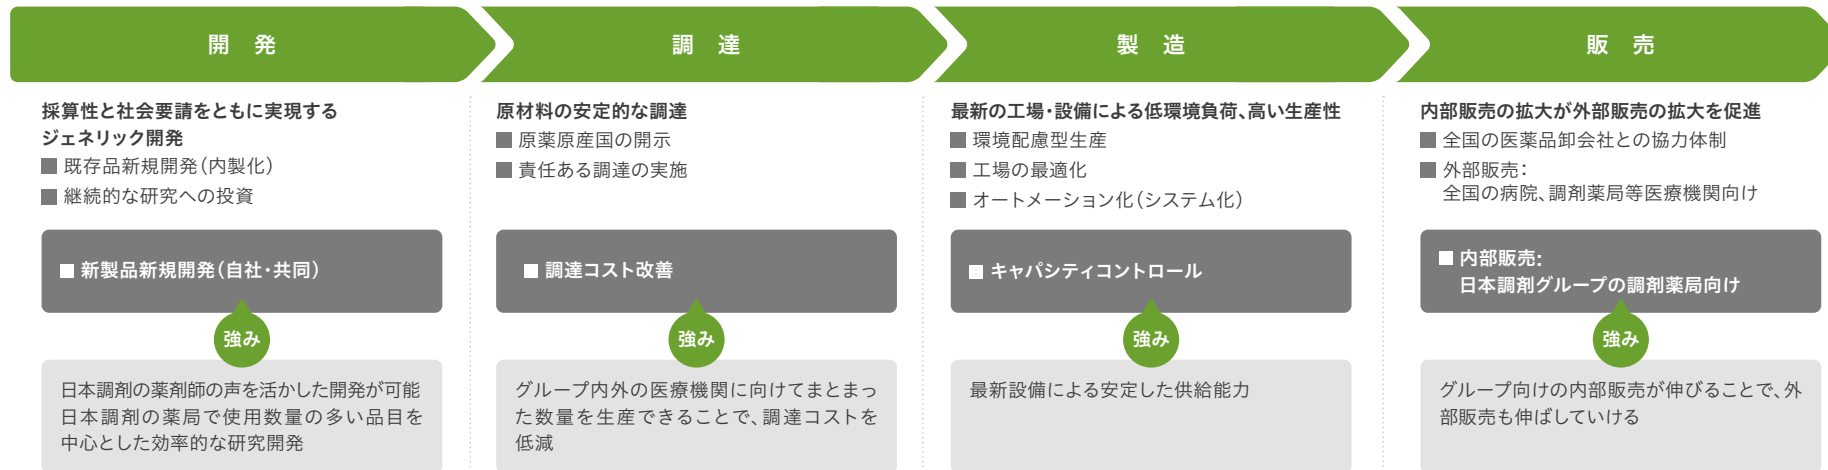 開 発
調 達
製 造
販 売
採算性と社会要請をともに実現する
ジェネリック開発
■ 既存品新規開発（内製化）
■ 継続的な研究への投資
■ 新製品新規開発（自社・共同）
強み
日本調剤の薬剤師の声を活かした開発が可能
日本調剤の薬局で使用数量の多い品目を
中心とした効率的な研究開発
原材料の安定的な調達
■ 原薬原産国の開示
■ 責任ある調達の実施
■ 調達コスト改善
強み
グループ内外の医療機関に向けてまとまっ
た数量を生産できることで、調達コストを
低減
最新の工場・設備による低環境負荷、高い生産性
■ 環境配慮型生産
■ 工場の最適化
■ オートメーション化（システム化）
■ キャパシティコントロール
強み
最新設備による安定した供給能力
内部販売の拡大が外部販売の拡大を促進
■ 全国の医薬品卸会社との協力体制
■ 外部販売：
全国の病院、調剤薬局等医療機関向け
■ 内部販売：
日本調剤グループの調剤薬局向け
強み
グループ向けの内部販売が伸びることで、外
部販売も伸ばしていける